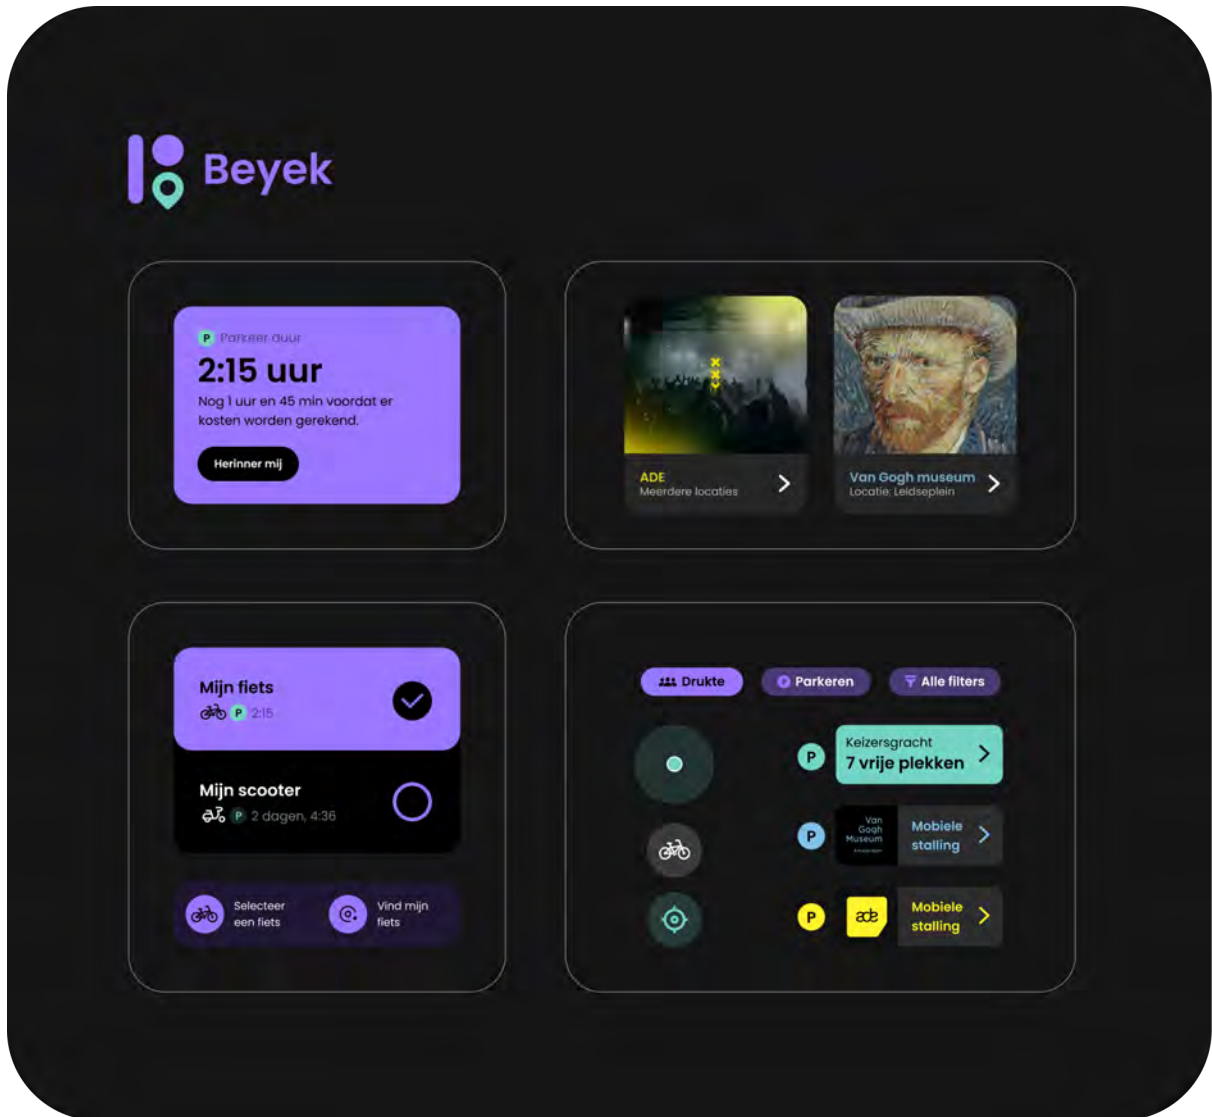 Beyek
P Parkeer duur
2:15 uur
Nog 1 uur en 45 min voordat er
kosten worden gerekend.
Herinner mij
ADE
Meerdere locaties
Van Gogh museum
Locatie: Leidseplein
Mijn fiets
P 2:15
Mijn scooter
P 2 dagen, 4:36
Selecteer
een fiets
Vind mijn
fiets
Drukte
P Parkeren
Alle filters
P
Keizersgracht
7 vrije plekken
P
Van
Gogh
Museum
Amsterdam
Mobiele
stalling
P
ade
Mobiele
stalling